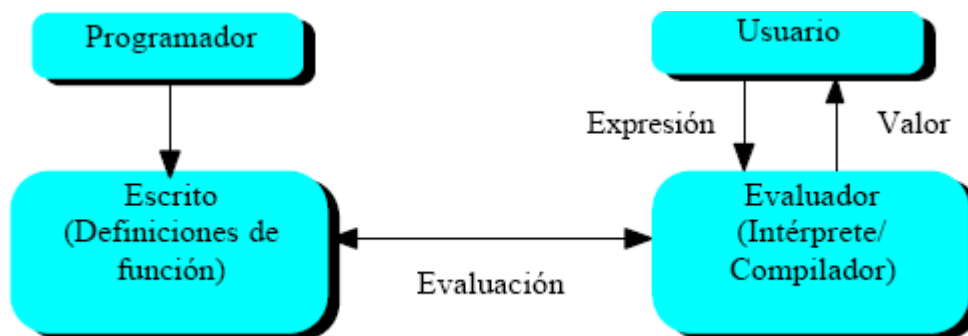 Programador
Usuario
Expresión
Valor
Escrito
(Definiciones de
función)
Evaluación
Evaluador
(Intérprete/
Compilador)